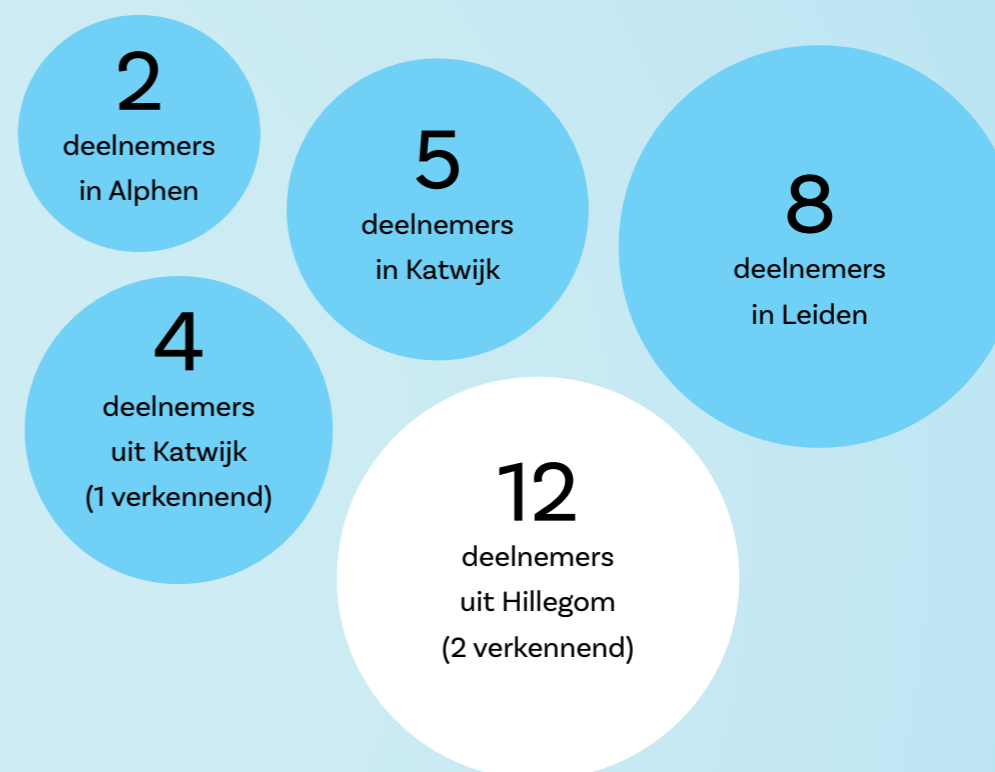 2
deelnemers
in Alphen
5
deelnemers
in Katwijk
8
deelnemers
in Leiden
4
deelnemers
uit Katwijk
(1 verkennend)
12
deelnemers
uit Hillegom
(2 verkennend)